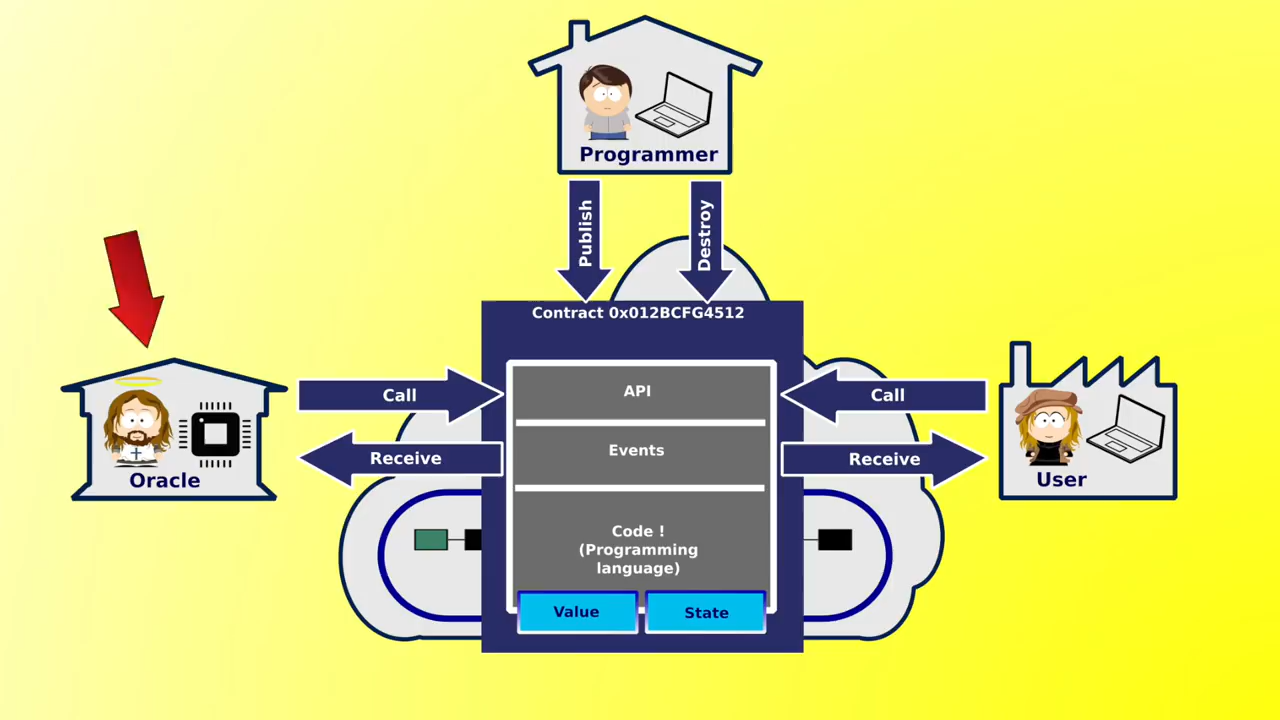 Programmer
Publish
Destroy
Contract 0x012BCFG4512
Oracle
Call
Receive
API
Events
Code !
(Programming
language)
Value
State
Call
Receive
User